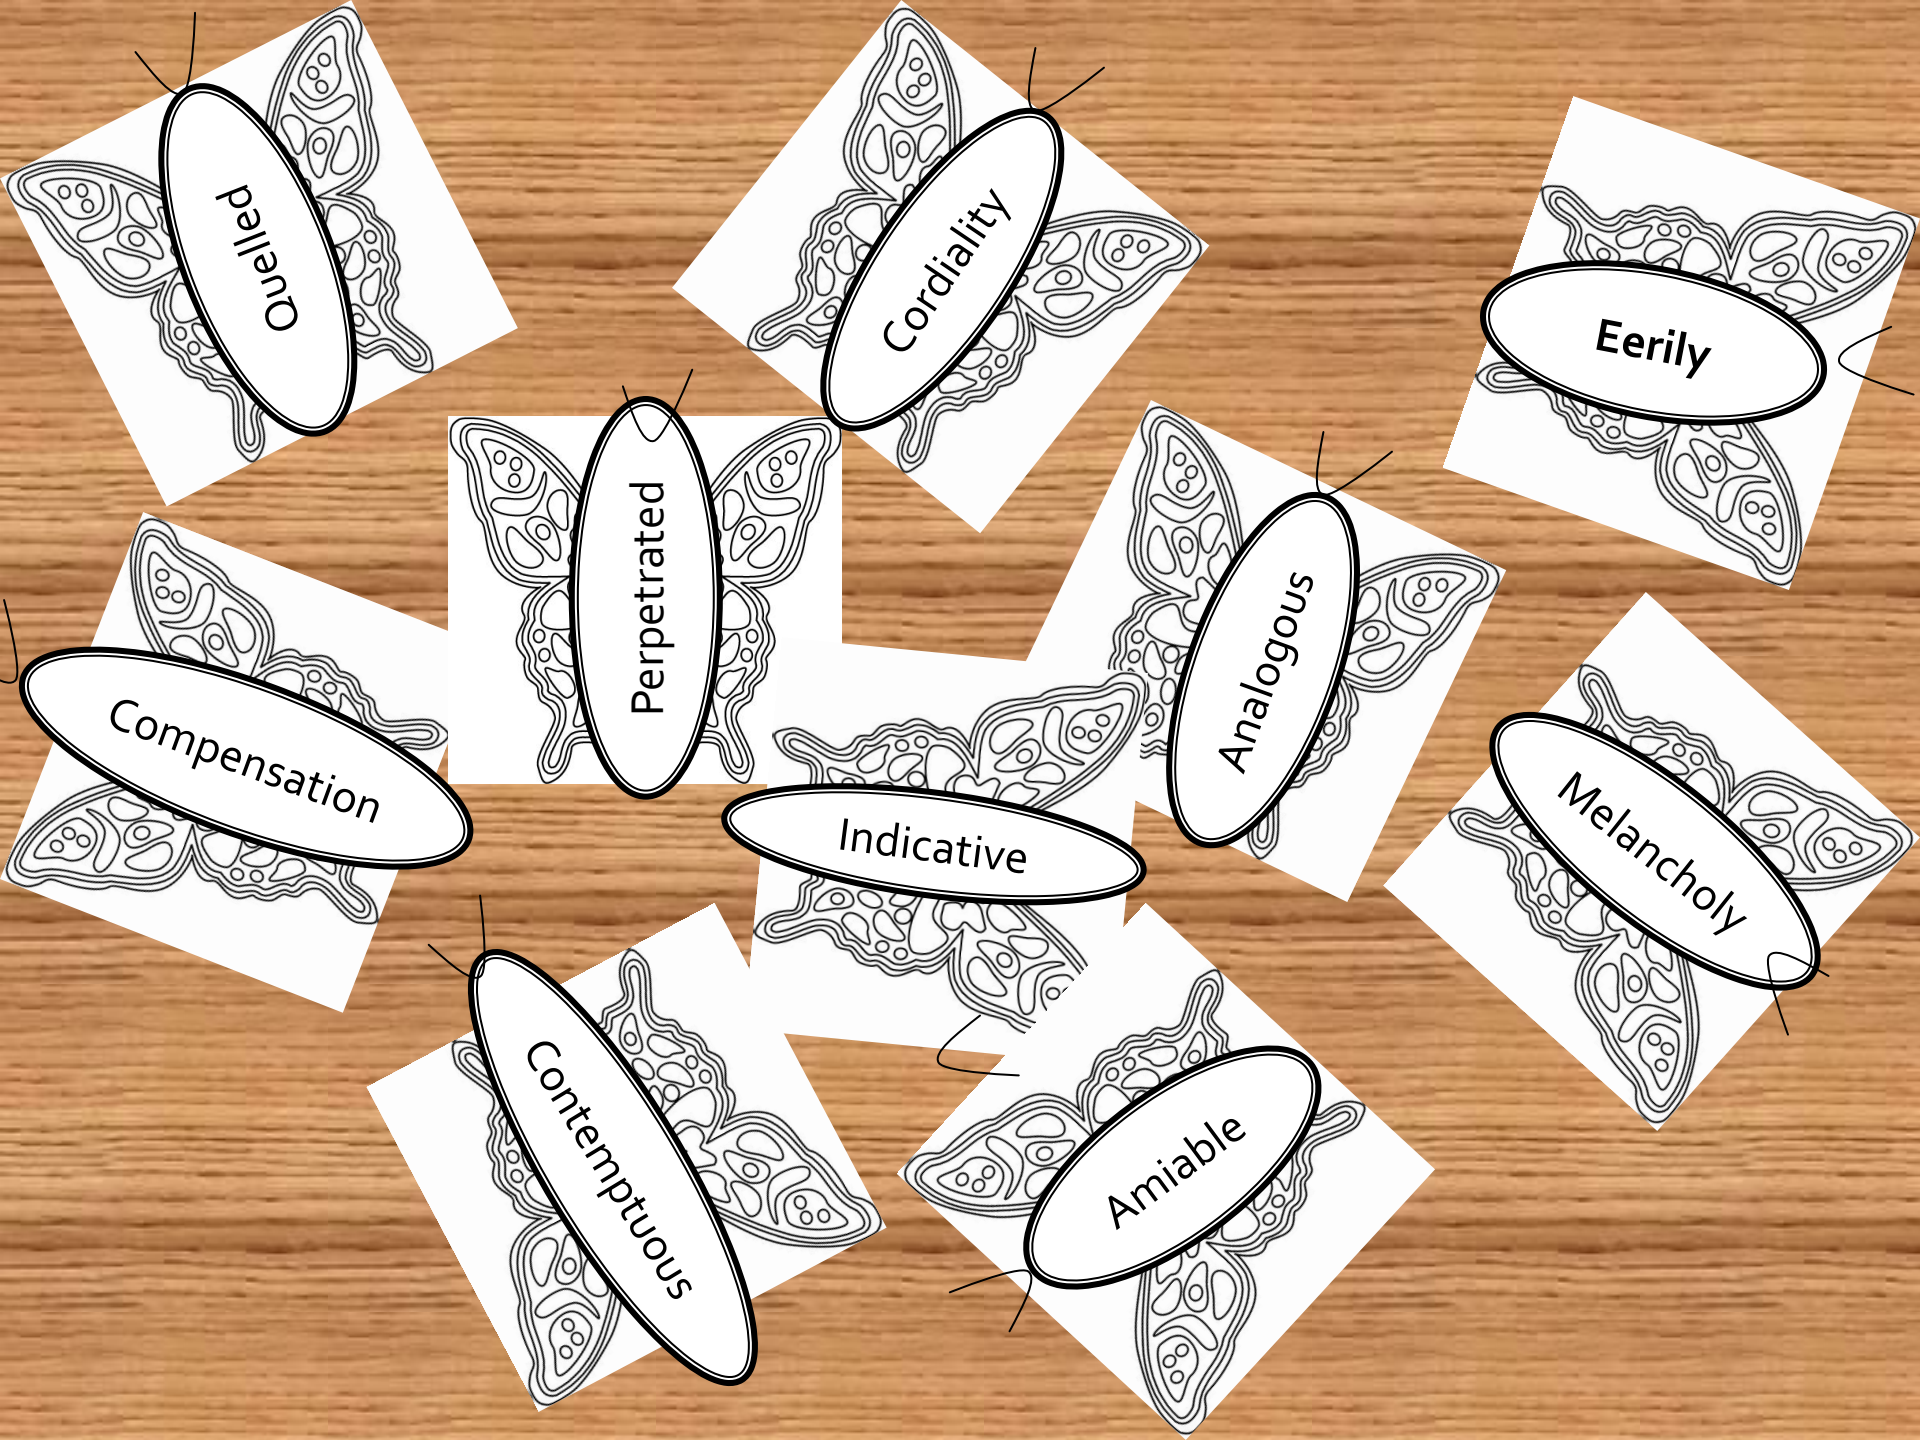 Quelled
Cordiality
Eerily
Perpetrated
Analogous
Compensation
Indicative
Melancholy
Contemptuous
Amiable